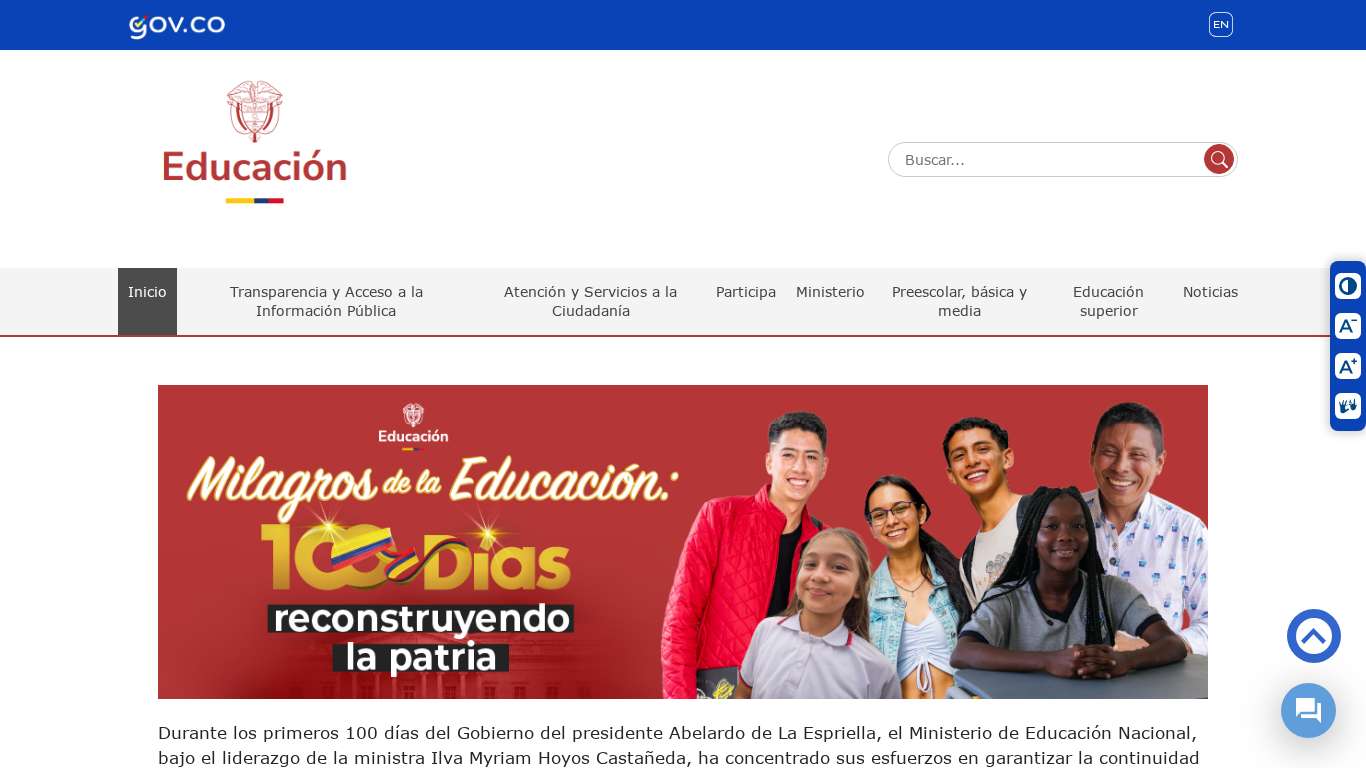 GOV.CO
EN
Educación
Buscar...
Inicio
Transparencia y Acceso a la
Información Pública
Atención y Servicios a la
Ciudadanía
Participa
Ministerio
Preescolar, básica y
media
Educación
superior
Noticias
A-
A+
Educación
Milagros de la Educación:
100 Días
reconstruyendo
la patria
Durante los primeros 100 días del Gobierno del presidente Abelardo de La Espriella, el Ministerio de Educación Nacional,
bajo el liderazgo de la ministra Ilva Myriam Hoyos Castañeda, ha concentrado sus esfuerzos en garantizar la continuidad